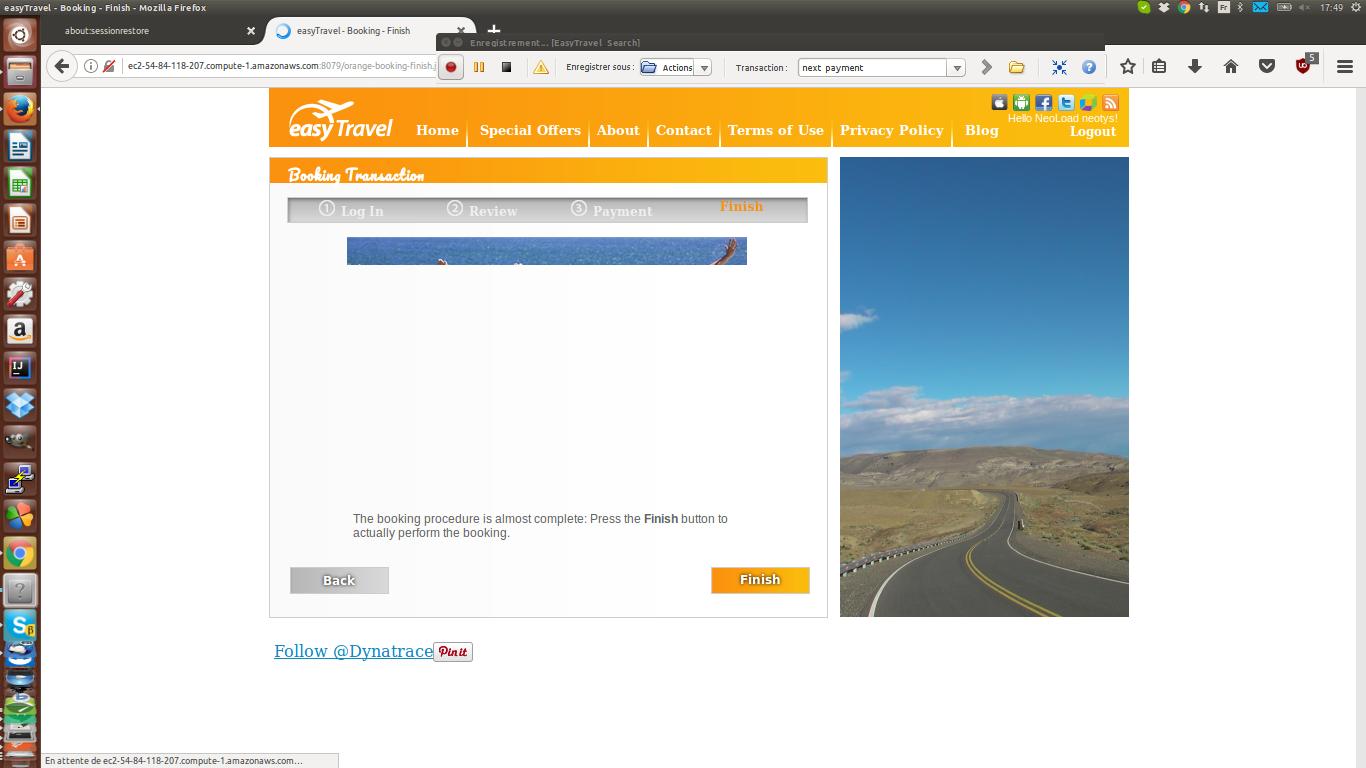 easyTravel - Booking - Finish - Mozilla Firefox
Fr
17:49
about:sessionrestore
easyTravel - Booking - Finish
Enregistrement... [EasyTravel_Search]
ec2-54-84-118-207.compute-1.amazonaws.com:8079/orange-booking-finish.
Enregistrer sous :
Actions
Transaction :
next payment
5
easyTravel
Home
Special Offers
About
Contact
Terms of Use
Privacy Policy
Blog
Hello NeoLoad neotys!
Logout
Booking Transaction
1 Log In
2 Review
3 Payment
Finish
The booking procedure is almost complete: Press the Finish button to
actually perform the booking.
Back
Finish
Follow @Dynatrace
Pin it
En attente de ec2-54-84-118-207.compute-1.amazonaws.com...